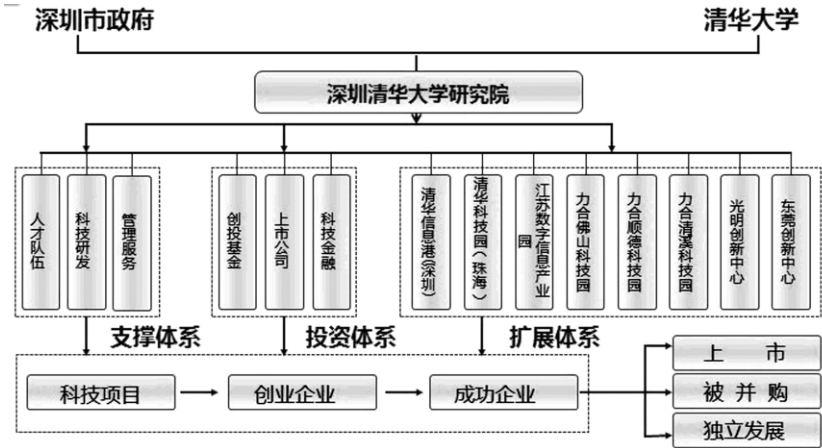 深圳市政府
清华大学
深圳清华大学研究院
人才队伍
科技研发
管理服务
创投基金
上市公司
科技金融
清华信息港(深圳)
清华科技园(珠海)
江苏数字信息产业
园
力合佛山科技园
力合顺德科技园
力合清溪科技园
光明创新中心
东莞创新中心
支撑体系
投资体系
扩展体系
科技项目
创业企业
成功企业
上 市
被 并 购
独立发展